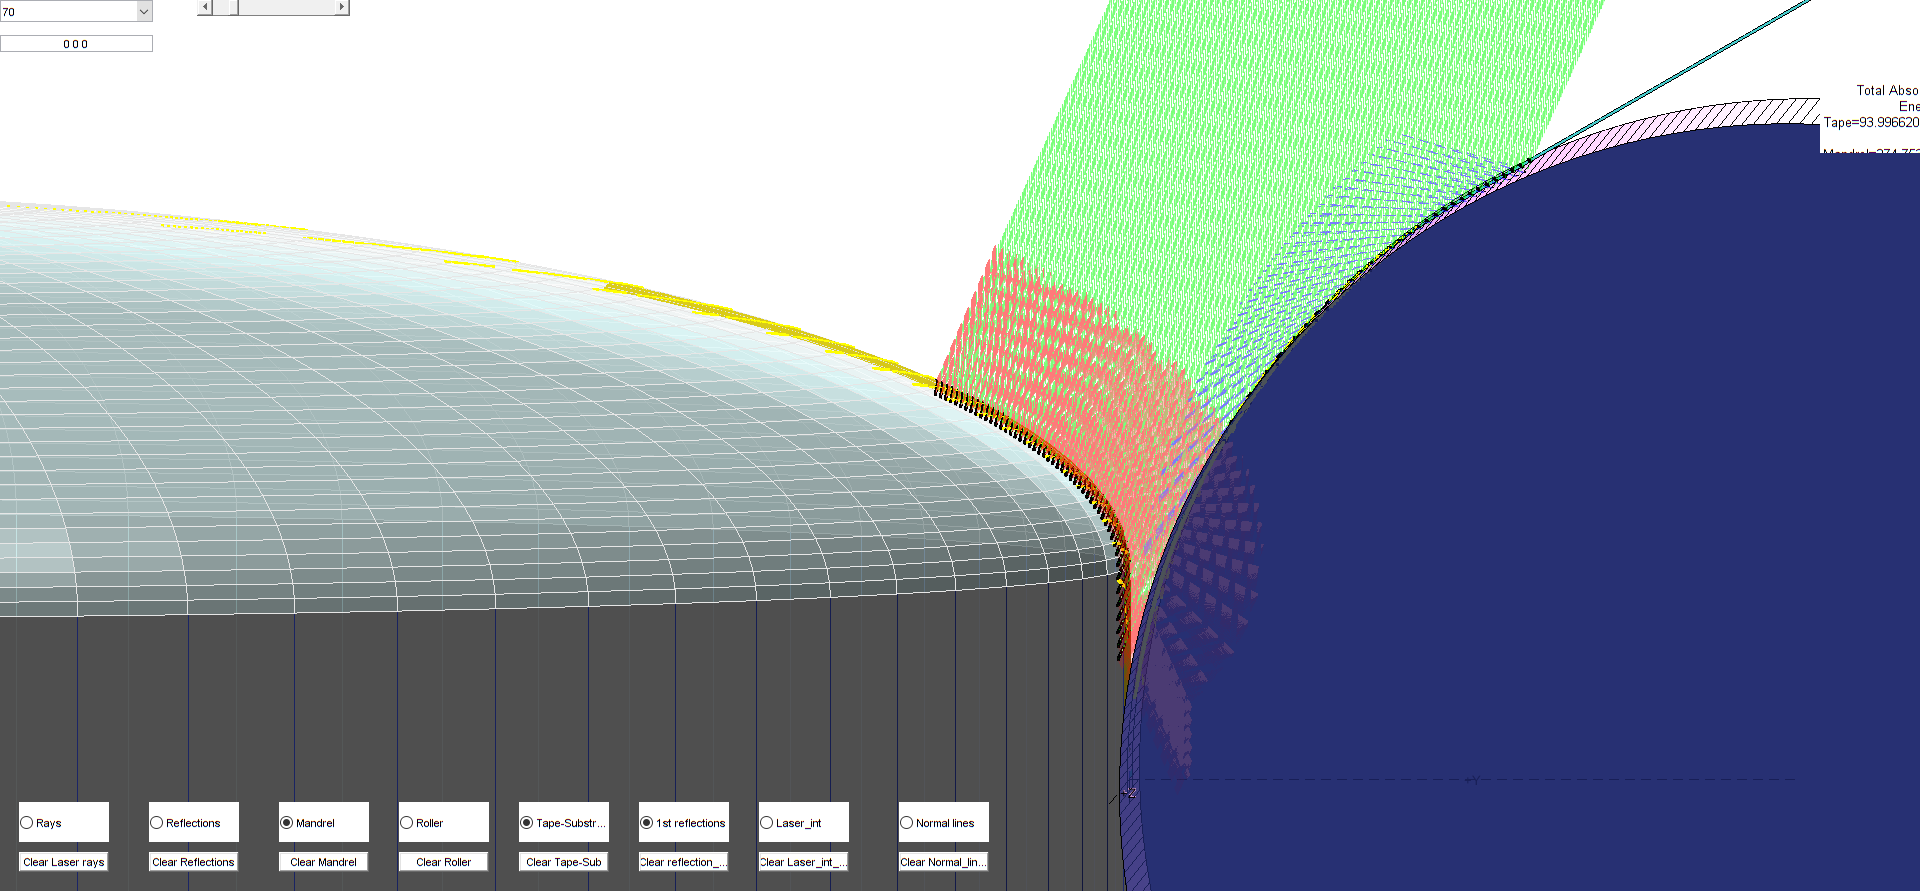 70
0 0 0
Total Abso
Ene
Tape=93.996620
+Y
+Z
Rays
Reflections
Mandrel
Roller
Tape-Substr...
1st reflections
Laser_int
Normal lines
Clear Laser rays
Clear Reflections
Clear Mandrel
Clear Roller
Clear Tape-Sub
Clear reflection_...
Clear Laser_int_...
Clear Normal_lin...